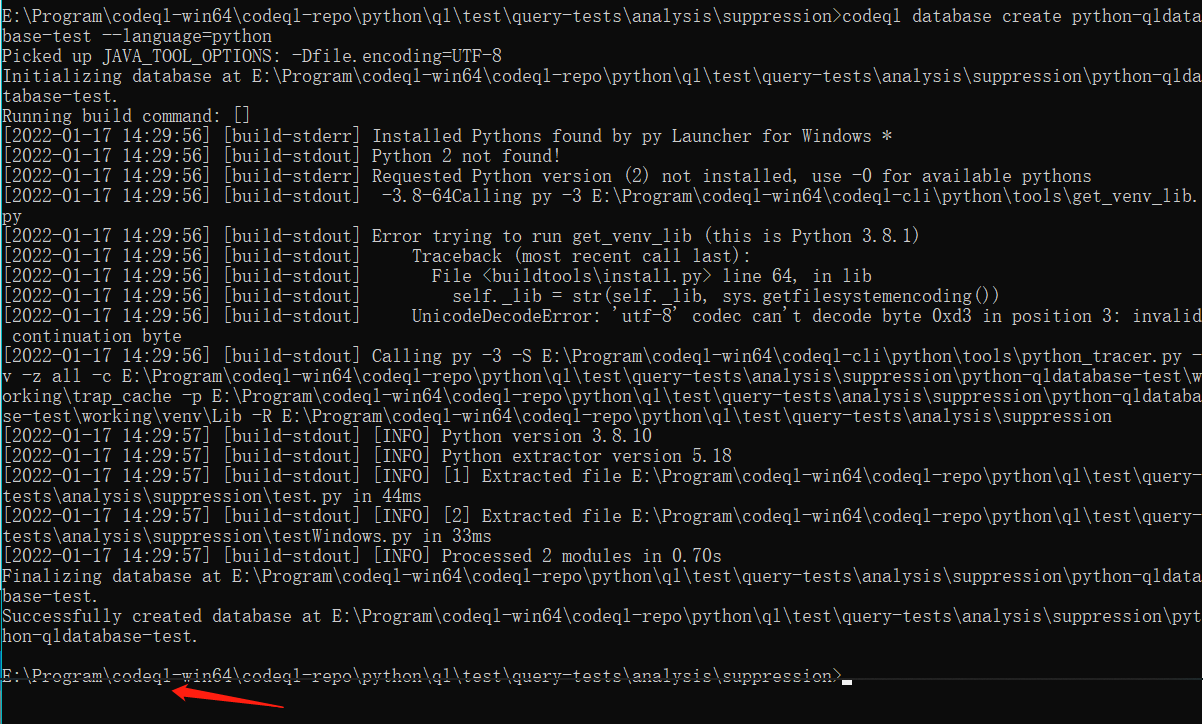 E:\Program\codeql-win64\codeql-repo\python\ql\test\query-tests\analysis\suppression>codeql database create python-qldata
base-test --language=python
Picked up JAVA_TOOL_OPTIONS: -Dfile.encoding=UTF-8
Initializing database at E:\Program\codeql-win64\codeql-repo\python\ql\test\query-tests\analysis\suppression\python-qlda
tabase-test.
Running build command: []
[2022-01-17 14:29:56] [build-stderr] Installed Pythons found by py Launcher for Windows *
[2022-01-17 14:29:56] [build-stdout] Python 2 not found!
[2022-01-17 14:29:56] [build-stderr] Requested Python version (2) not installed, use -0 for available pythons
[2022-01-17 14:29:56] [build-stdout]  -3.8-64Calling py -3 E:\Program\codeql-win64\codeql-cli\python\tools\get_venv_lib.
py
[2022-01-17 14:29:56] [build-stdout] Error trying to run get_venv_lib (this is Python 3.8.1)
[2022-01-17 14:29:56] [build-stdout]     Traceback (most recent call last):
[2022-01-17 14:29:56] [build-stdout]       File <buildtools\install.py> line 64, in lib
[2022-01-17 14:29:56] [build-stdout]         self._lib = str(self._lib, sys.getfilesystemencoding())
[2022-01-17 14:29:56] [build-stdout]     UnicodeDecodeError: 'utf-8' codec can't decode byte 0xd3 in position 3: invalid
 continuation byte
[2022-01-17 14:29:56] [build-stdout] Calling py -3 -S E:\Program\codeql-win64\codeql-cli\python\tools\python_tracer.py -
v -z all -c E:\Program\codeql-win64\codeql-repo\python\ql\test\query-tests\analysis\suppression\python-qldatabase-test\w
orking\trap_cache -p E:\Program\codeql-win64\codeql-repo\python\ql\test\query-tests\analysis\suppression\python-qldataba
se-test\working\venv\Lib -R E:\Program\codeql-win64\codeql-repo\python\ql\test\query-tests\analysis\suppression
[2022-01-17 14:29:57] [build-stdout] [INFO] Python version 3.8.10
[2022-01-17 14:29:57] [build-stdout] [INFO] Python extractor version 5.18
[2022-01-17 14:29:57] [build-stdout] [INFO] [1] Extracted file E:\Program\codeql-win64\codeql-repo\python\ql\test\query-
tests\analysis\suppression\test.py in 44ms
[2022-01-17 14:29:57] [build-stdout] [INFO] [2] Extracted file E:\Program\codeql-win64\codeql-repo\python\ql\test\query-
tests\analysis\suppression\testWindows.py in 33ms
[2022-01-17 14:29:57] [build-stdout] [INFO] Processed 2 modules in 0.70s
Finalizing database at E:\Program\codeql-win64\codeql-repo\python\ql\test\query-tests\analysis\suppression\python-qldata
base-test.
Successfully created database at E:\Program\codeql-win64\codeql-repo\python\ql\test\query-tests\analysis\suppression\pyt
hon-qldatabase-test.
E:\Program\codeql-win64\codeql-repo\python\ql\test\query-tests\analysis\suppression>